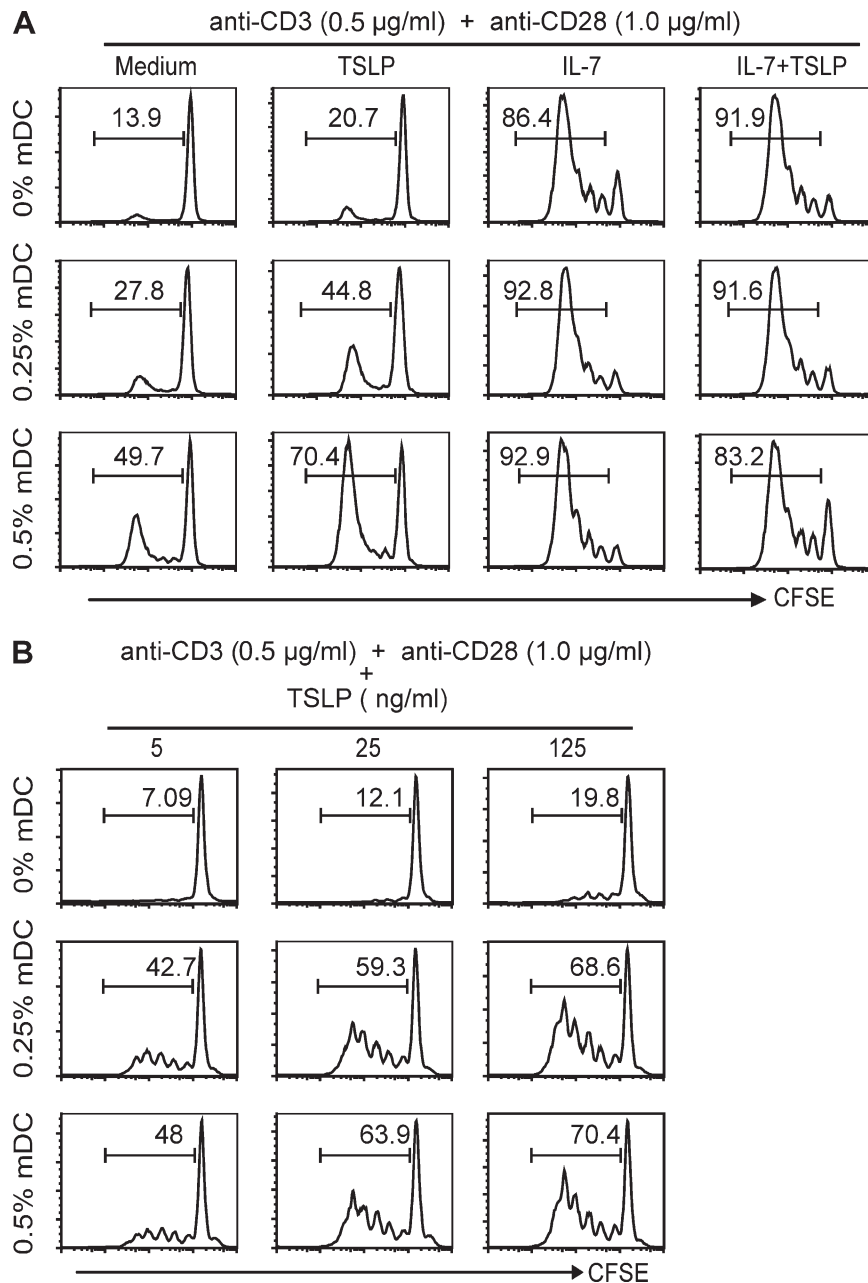 A
anti-CD3 (0.5 µg/ml) + anti-CD28 (1.0 µg/ml)
Medium TSLP IL-7 IL-7+TSLP
0% mDC 13.9 20.7 86.4 91.9
0.25% mDC 27.8 44.8 92.8 91.6
0.5% mDC 49.7 70.4 92.9 83.2
CFSE
B
anti-CD3 (0.5 µg/ml) + anti-CD28 (1.0 µg/ml)
+
TSLP ( ng/ml)
5 25 125
0% mDC 7.09 12.1 19.8
0.25% mDC 42.7 59.3 68.6
0.5% mDC 48 63.9 70.4
CFSE